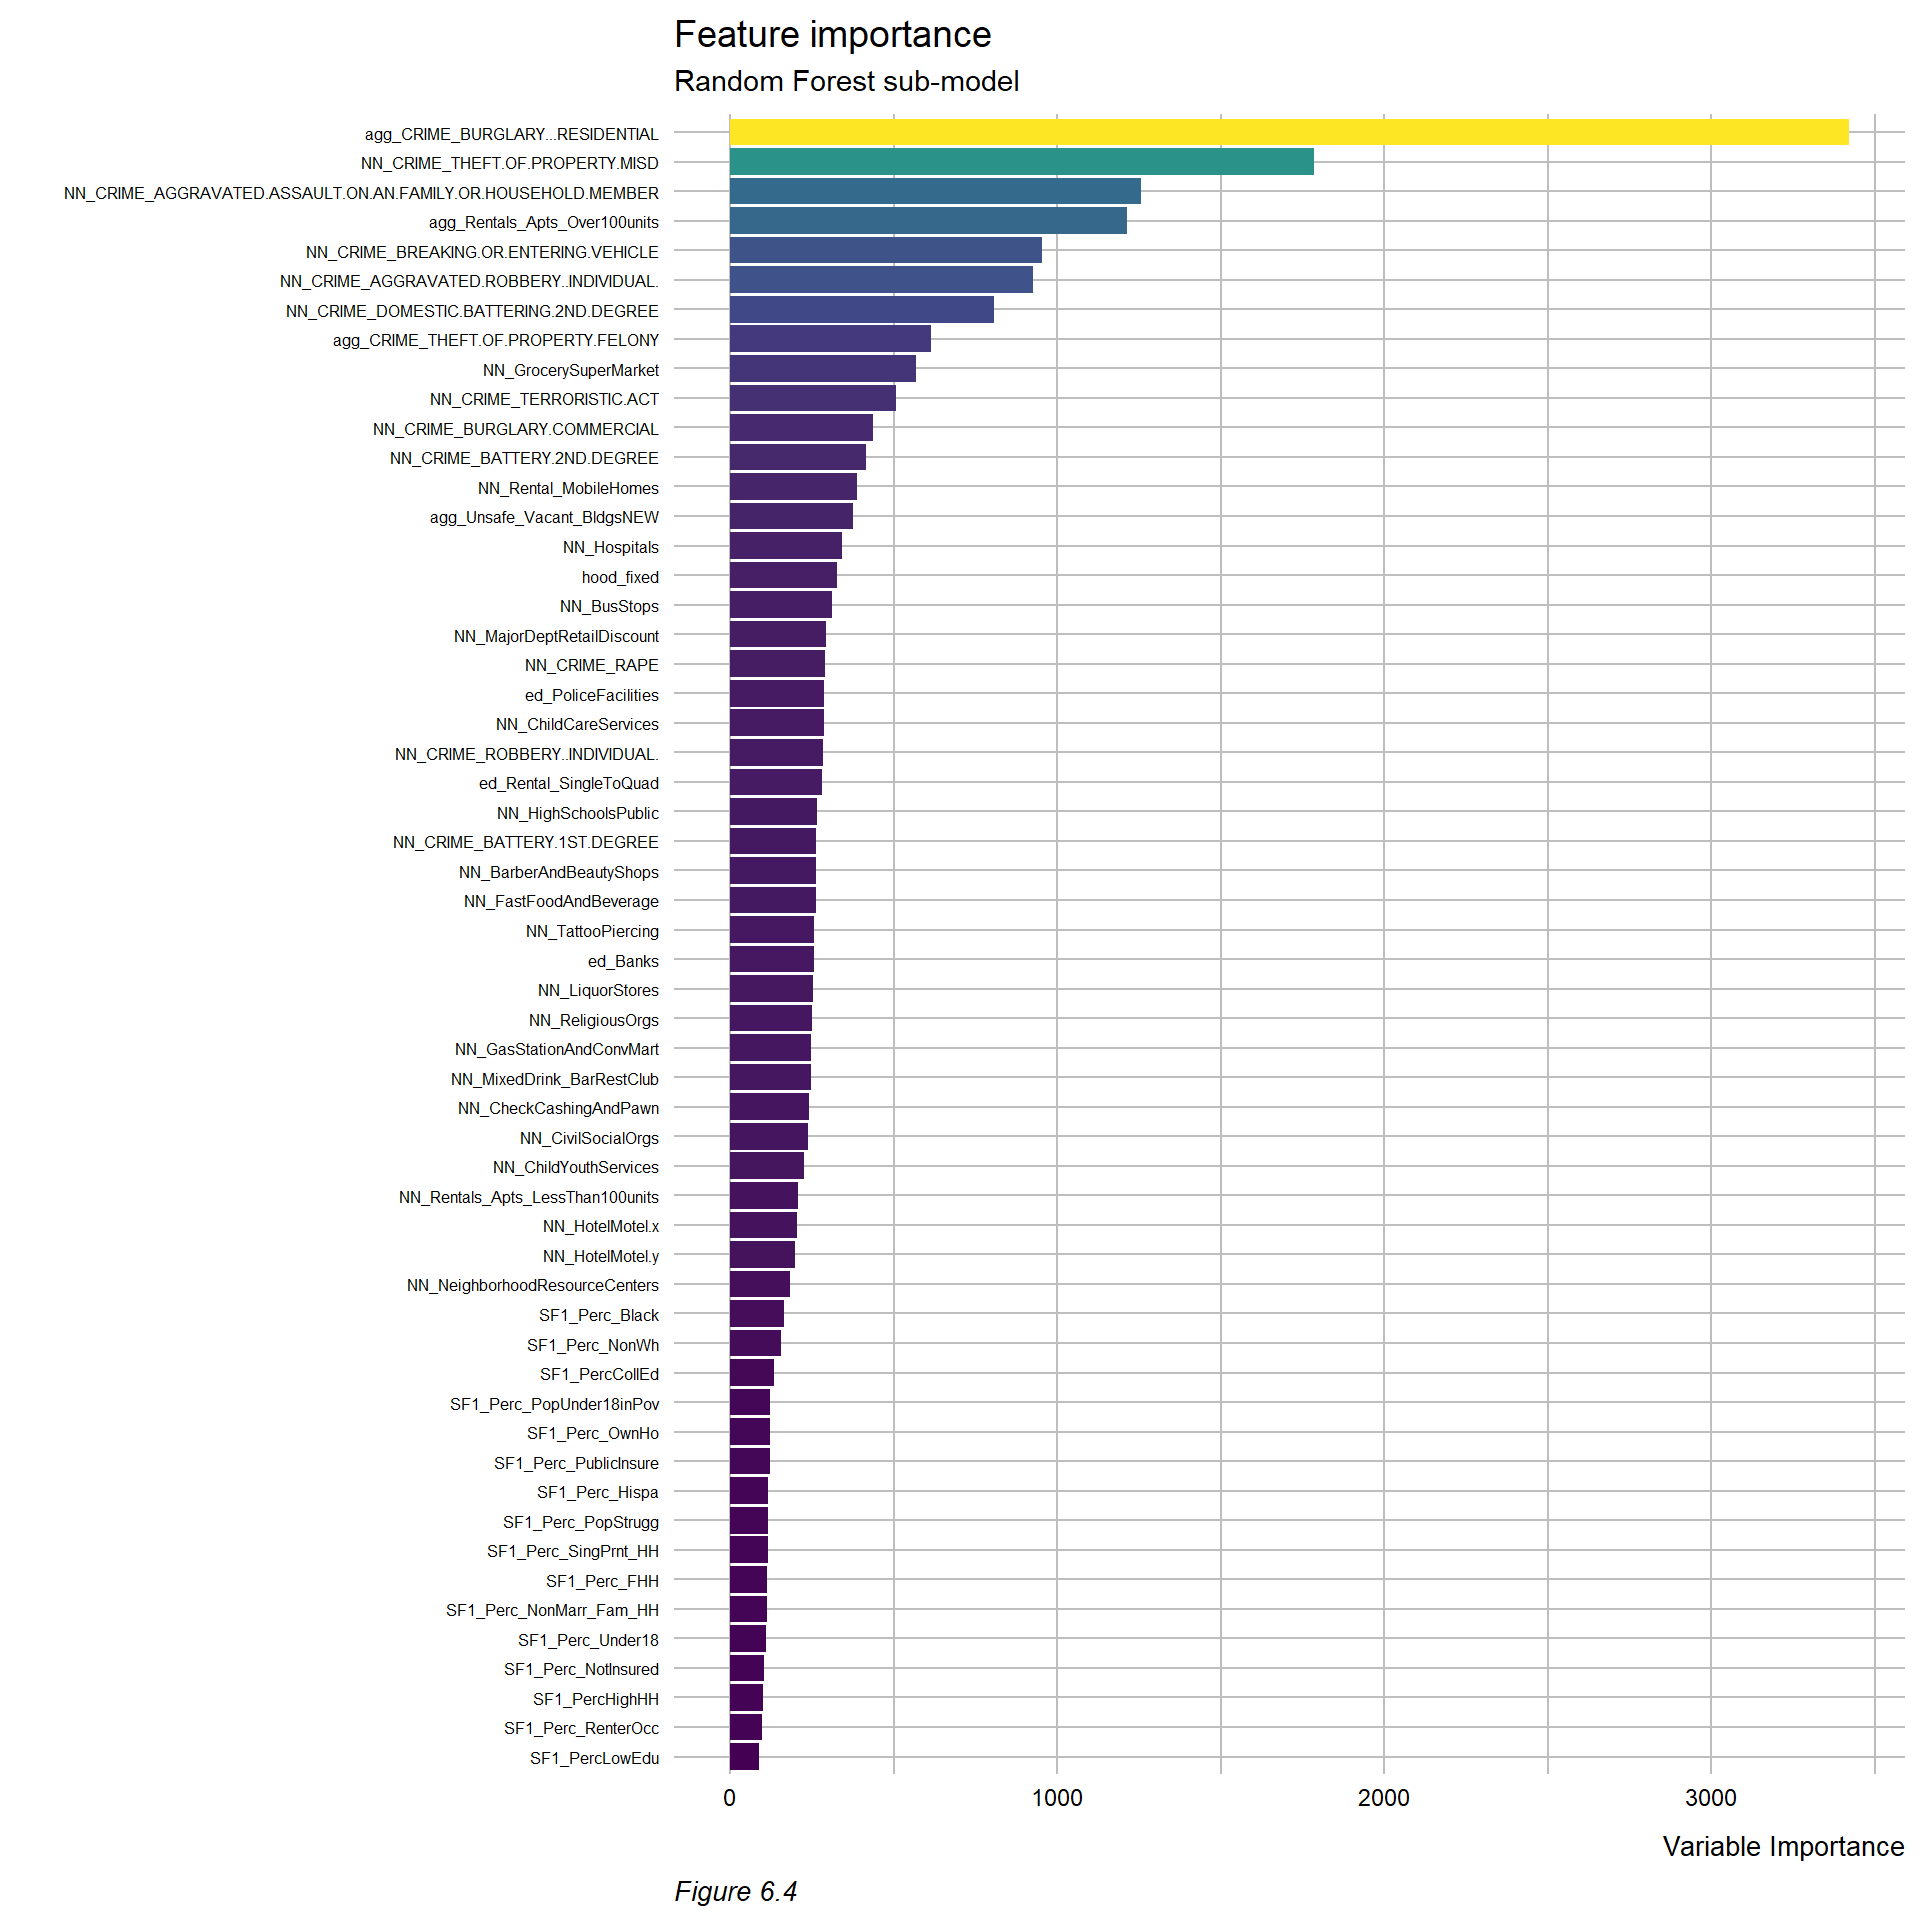 Feature importance
Random Forest sub-model
agg_CRIME_BURGLARY...RESIDENTIAL
NN_CRIME_THEFT.OF.PROPERTY.MISD
NN_CRIME_AGGRAVATED.ASSAULT.ON.AN.FAMILY.OR.HOUSEHOLD.MEMBER
agg_Rentals_Apts_Over100units
NN_CRIME_BREAKING.OR.ENTERING.VEHICLE
NN_CRIME_AGGRAVATED.ROBBERY..INDIVIDUAL.
NN_CRIME_DOMESTIC.BATTERING.2ND.DEGREE
agg_CRIME_THEFT.OF.PROPERTY.FELONY
NN_GrocerySuperMarket
NN_CRIME_TERRORISTIC.ACT
NN_CRIME_BURGLARY.COMMERCIAL
NN_CRIME_BATTERY.2ND.DEGREE
NN_Rental_MobileHomes
agg_Unsafe_Vacant_BldgsNEW
NN_Hospitals
hood_fixed
NN_BusStops
NN_MajorDeptRetailDiscount
NN_CRIME_RAPE
ed_PoliceFacilities
NN_ChildCareServices
NN_CRIME_ROBBERY..INDIVIDUAL.
ed_Rental_SingleToQuad
NN_HighSchoolsPublic
NN_CRIME_BATTERY.1ST.DEGREE
NN_BarberAndBeautyShops
NN_FastFoodAndBeverage
NN_TattooPiercing
ed_Banks
NN_LiquorStores
NN_ReligiousOrgs
NN_GasStationAndConvMart
NN_MixedDrink_BarRestClub
NN_CheckCashingAndPawn
NN_CivilSocialOrgs
NN_ChildYouthServices
NN_Rentals_Apts_LessThan100units
NN_HotelMotel.x
NN_HotelMotel.y
NN_NeighborhoodResourceCenters
SF1_Perc_Black
SF1_Perc_NonWh
SF1_PercCollEd
SF1_Perc_PopUnder18inPov
SF1_Perc_OwnHo
SF1_Perc_PublicInsure
SF1_Perc_Hispa
SF1_Perc_PopStrugg
SF1_Perc_SingPrnt_HH
SF1_Perc_FHH
SF1_Perc_NonMarr_Fam_HH
SF1_Perc_Under18
SF1_Perc_NotInsured
SF1_PercHighHH
SF1_Perc_RenterOcc
SF1_PercLowEdu
0 1000 2000 3000
Variable Importance
Figure 6.4